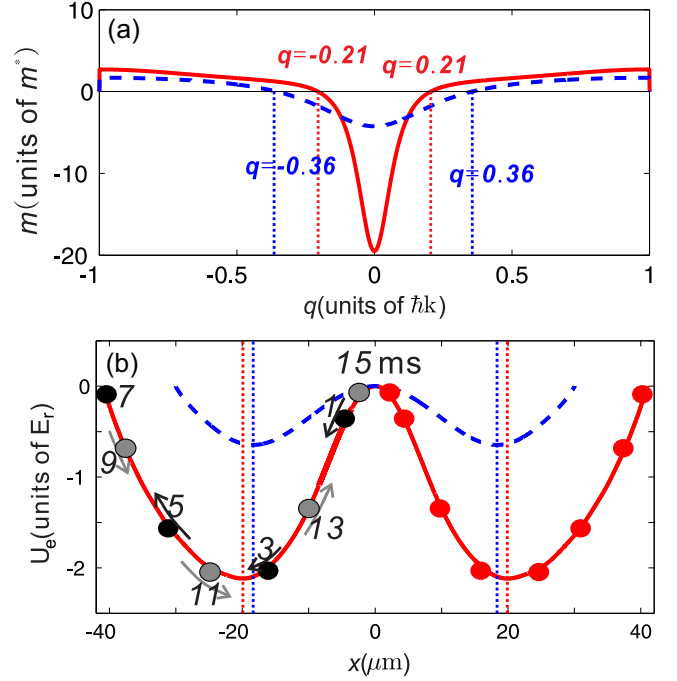 (a)
q=-0.21 q=0.21
10
0
-10
-20
m(units of m*)
q=-0.36 q=0.36
-1 -0.5 0 0.5 1
q(units of ħk)
(b)
15 ms
0
-1
-2
U_e(units of E_r)
7
1
9
5
13
3
11
-40 -20 0 20 40
x(μm)